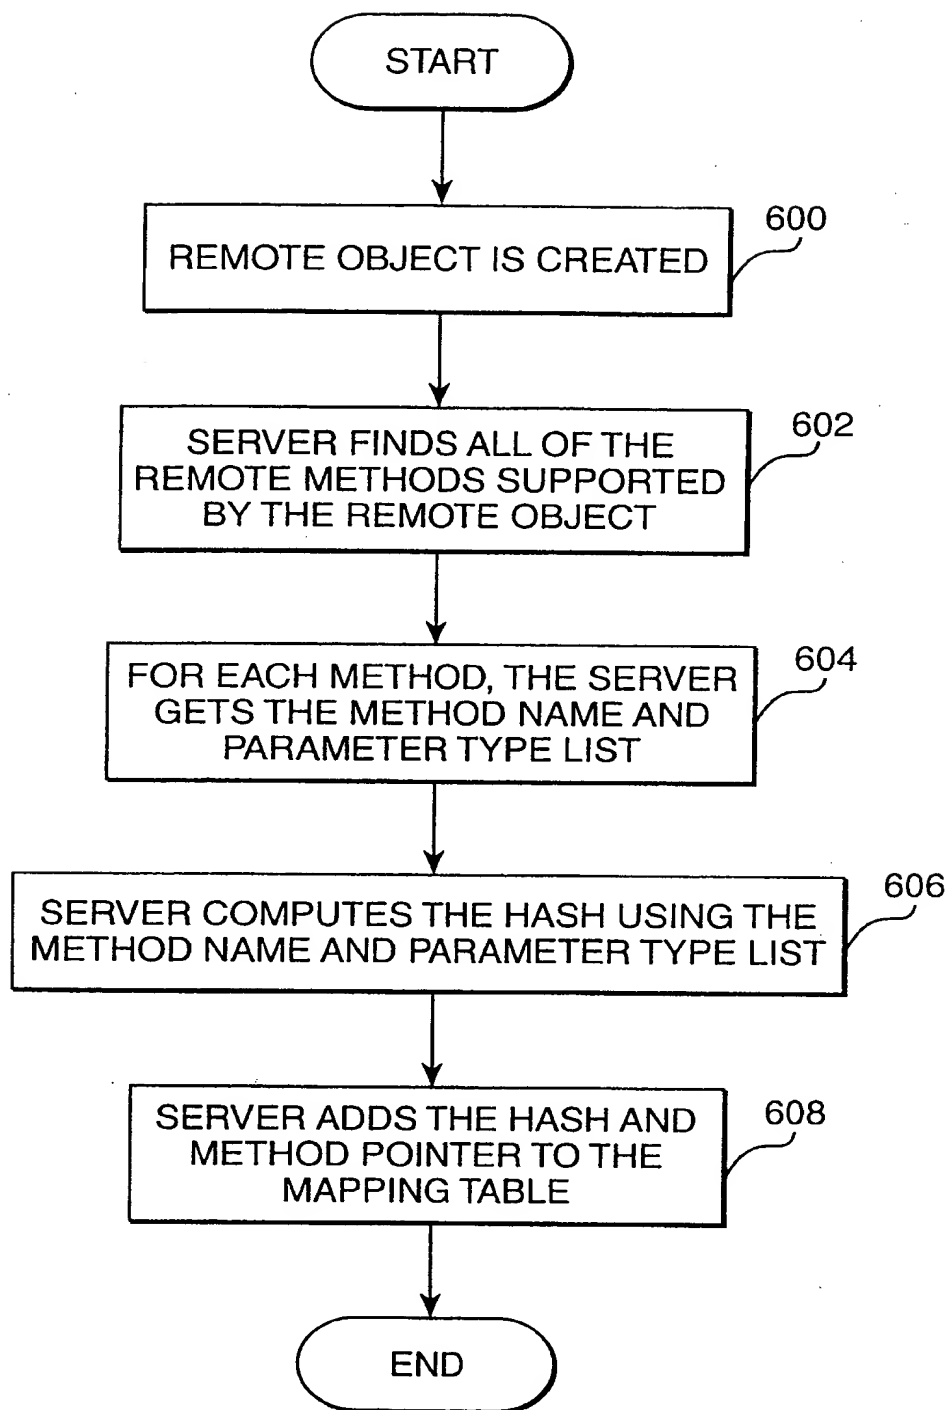 START
600
REMOTE OBJECT IS CREATED
602
SERVER FINDS ALL OF THE
REMOTE METHODS SUPPORTED
BY THE REMOTE OBJECT
604
FOR EACH METHOD, THE SERVER
GETS THE METHOD NAME AND
PARAMETER TYPE LIST
606
SERVER COMPUTES THE HASH USING THE
METHOD NAME AND PARAMETER TYPE LIST
608
SERVER ADDS THE HASH AND
METHOD POINTER TO THE
MAPPING TABLE
END